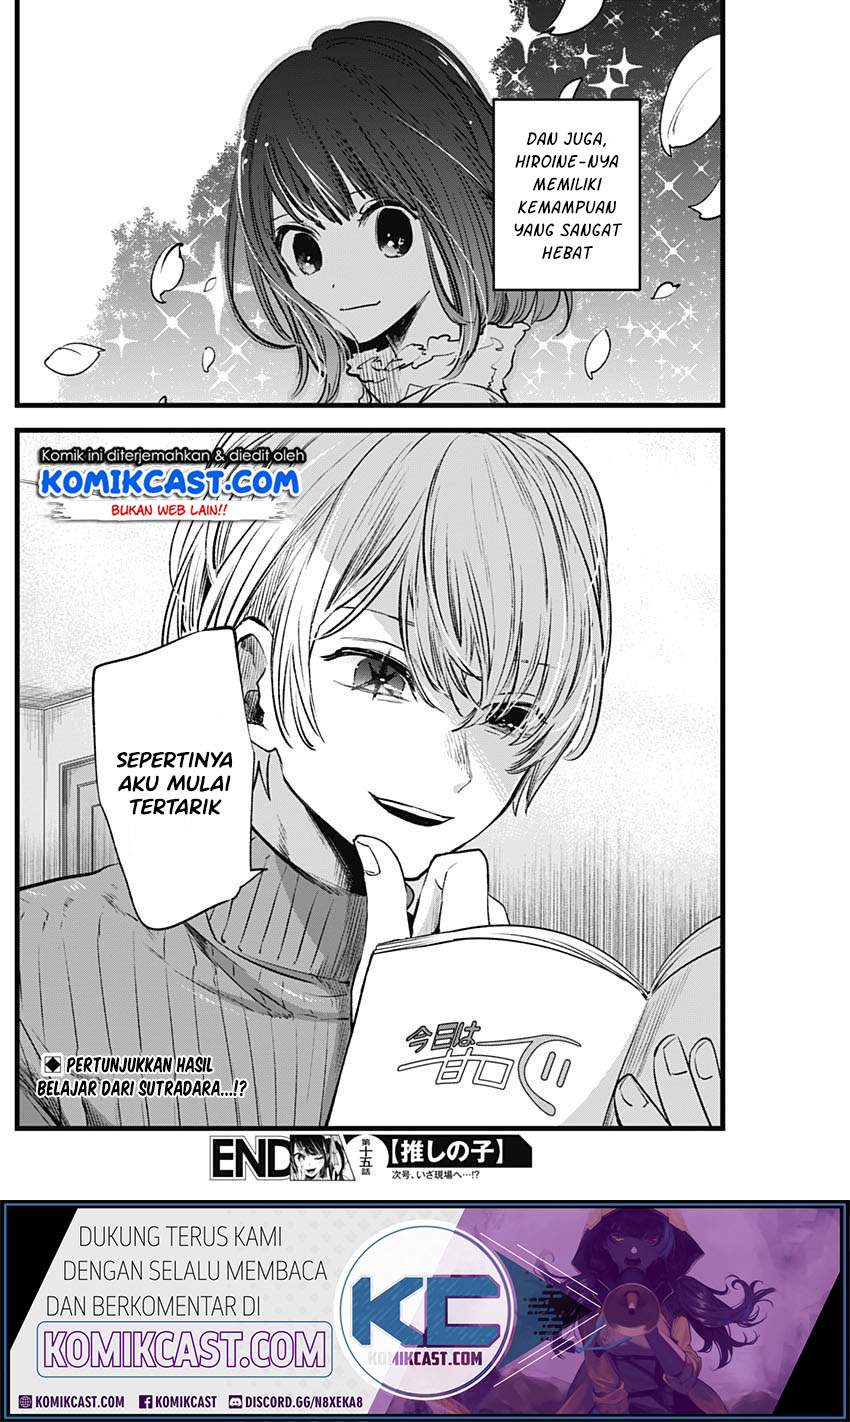 DAN JUGA,
HIROINE-NYA
MEMILIKI
KEMAMPUAN
YANG SANGAT
HEBAT
Komik ini diterjemahkan & diedit oleh
KOMIKCAST.COM
BUKAN WEB LAIN!!
SEPERTINYA
AKU MULAI
TERTARIK
今日は
甘口で
PERTUNJUKKAN HASIL
BELAJAR DARI SUTRADARA...!?
END
第十五話
【推しの子】
次号、いざ現場へ…!?
DUKUNG TERUS KAMI
DENGAN SELALU MEMBACA
DAN BERKOMENTAR DI
KOMIKCAST.COM
KC
KOMIKCAST.COM
KOMIKCAST.COM
KOMIKCAST
DISCORD.GG/N8XEKA8